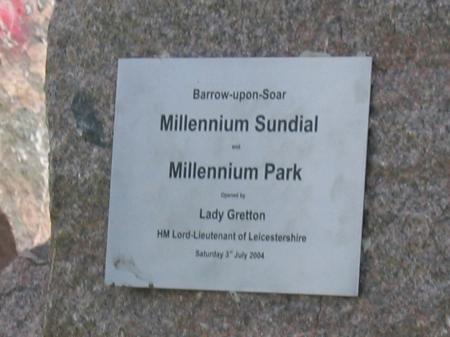 Barrow-upon-Soar
Millennium Sundial
and
Millennium Park
Opened by
Lady Gretton
HM Lord-Lieutenant of Leicestershire
Saturday 3rd July 2004